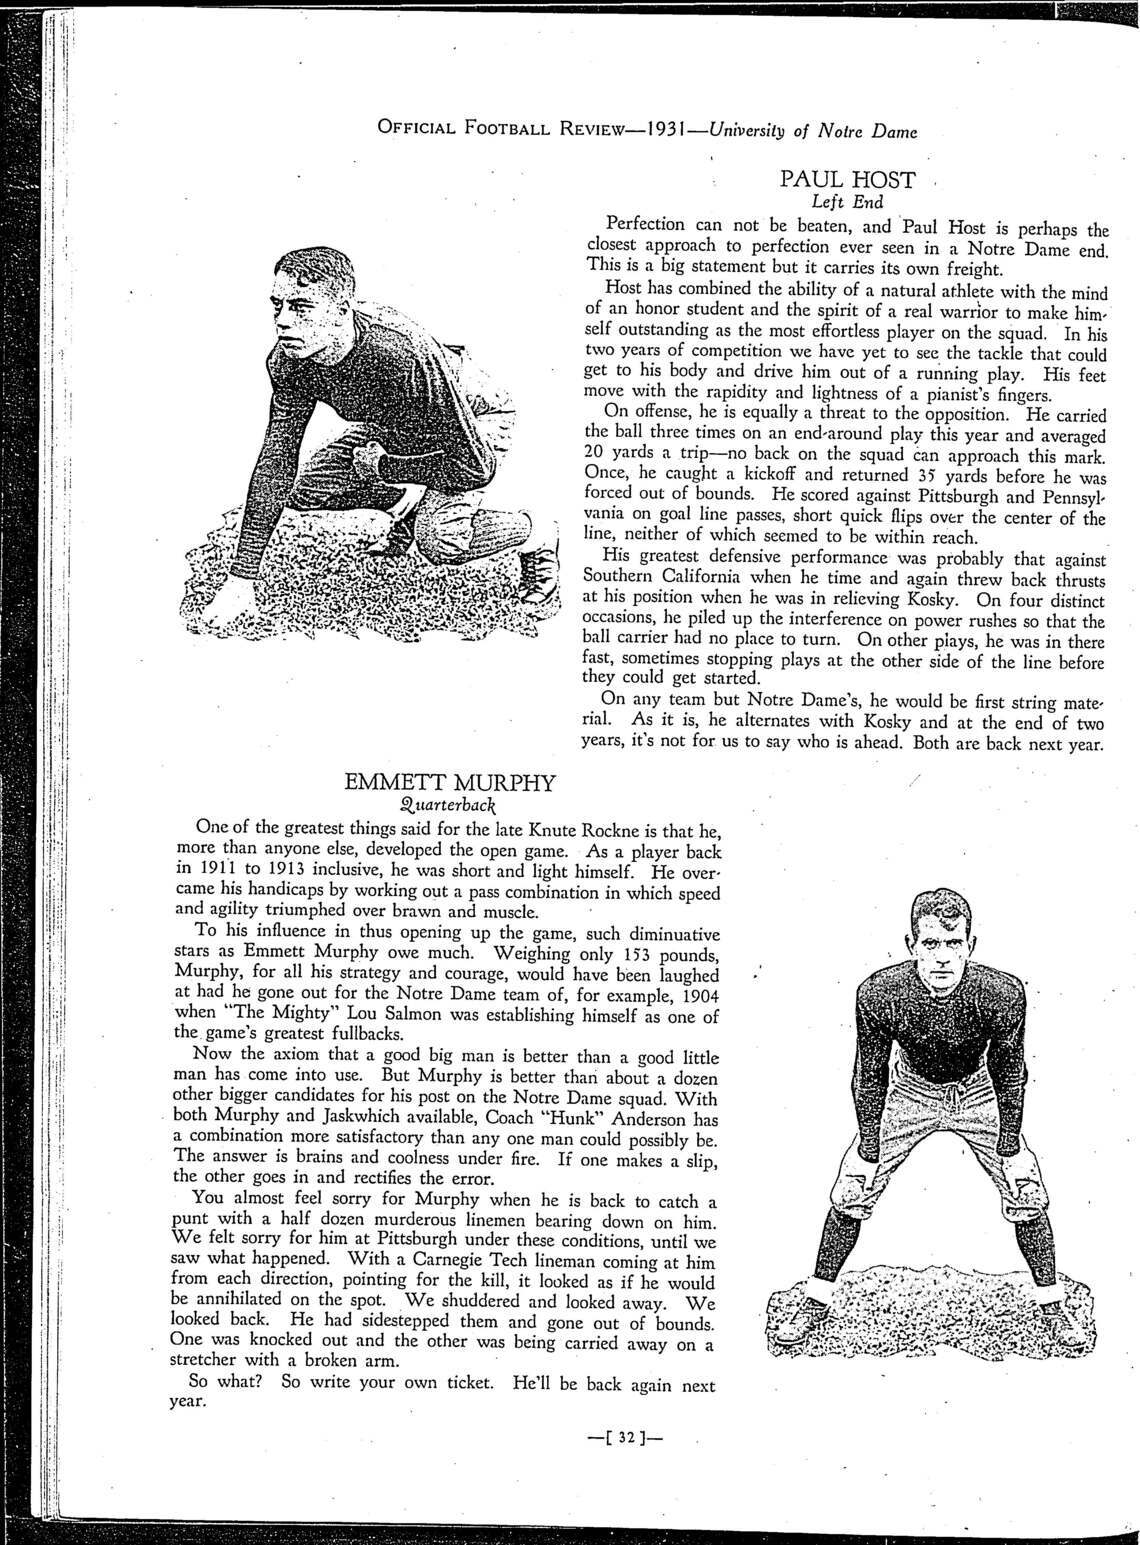 OFFICIAL FOOTBALL REVIEW—1931—University of Notre Dame
PAUL HOST
Left End
Perfection can not be beaten, and Paul Host is perhaps the
closest approach to perfection ever seen in a Notre Dame end.
This is a big statement but it carries its own freight.
Host has combined the ability of a natural athlete with the mind
of an honor student and the spirit of a real warrior to make him-
self outstanding as the most effortless player on the squad. In his
two years of competition we have yet to see the tackle that could
get to his body and drive him out of a running play. His feet
move with the rapidity and lightness of a pianist's fingers.
On offense, he is equally a threat to the opposition. He carried
the ball three times on an end-around play this year and averaged
20 yards a trip—no back on the squad can approach this mark.
Once, he caught a kickoff and returned 35 yards before he was
forced out of bounds. He scored against Pittsburgh and Pennsyl-
vania on goal line passes, short quick flips over the center of the
line, neither of which seemed to be within reach.
His greatest defensive performance was probably that against
Southern California when he time and again threw back thrusts
at his position when he was in relieving Kosky. On four distinct
occasions, he piled up the interference on power rushes so that the
ball carrier had no place to turn. On other plays, he was in there
fast, sometimes stopping plays at the other side of the line before
they could get started.
On any team but Notre Dame's, he would be first string mate-
rial. As it is, he alternates with Kosky and at the end of two
years, it's not for us to say who is ahead. Both are back next year.
EMMETT MURPHY
Quarterback
One of the greatest things said for the late Knute Rockne is that he,
more than anyone else, developed the open game. As a player back
in 1911 to 1913 inclusive, he was short and light himself. He over-
came his handicaps by working out a pass combination in which speed
and agility triumphed over brawn and muscle.
To his influence in thus opening up the game, such diminuative
stars as Emmett Murphy owe much. Weighing only 153 pounds,
Murphy, for all his strategy and courage, would have been laughed
at had he gone out for the Notre Dame team of, for example, 1904
when "The Mighty" Lou Salmon was establishing himself as one of
the game's greatest fullbacks.
Now the axiom that a good big man is better than a good little
man has come into use. But Murphy is better than about a dozen
other bigger candidates for his post on the Notre Dame squad. With
both Murphy and Jaskwhich available, Coach "Hunk" Anderson has
a combination more satisfactory than any one man could possibly be.
The answer is brains and coolness under fire. If one makes a slip,
the other goes in and rectifies the error.
You almost feel sorry for Murphy when he is back to catch a
punt with a half dozen murderous linemen bearing down on him.
We felt sorry for him at Pittsburgh under these conditions, until we
saw what happened. With a Carnegie Tech lineman coming at him
from each direction, pointing for the kill, it looked as if he would
be annihilated on the spot. We shuddered and looked away. We
looked back. He had sidestepped them and gone out of bounds.
One was knocked out and the other was being carried away on a
stretcher with a broken arm.
So what? So write your own ticket. He'll be back again next
year.
—[ 32 ]—